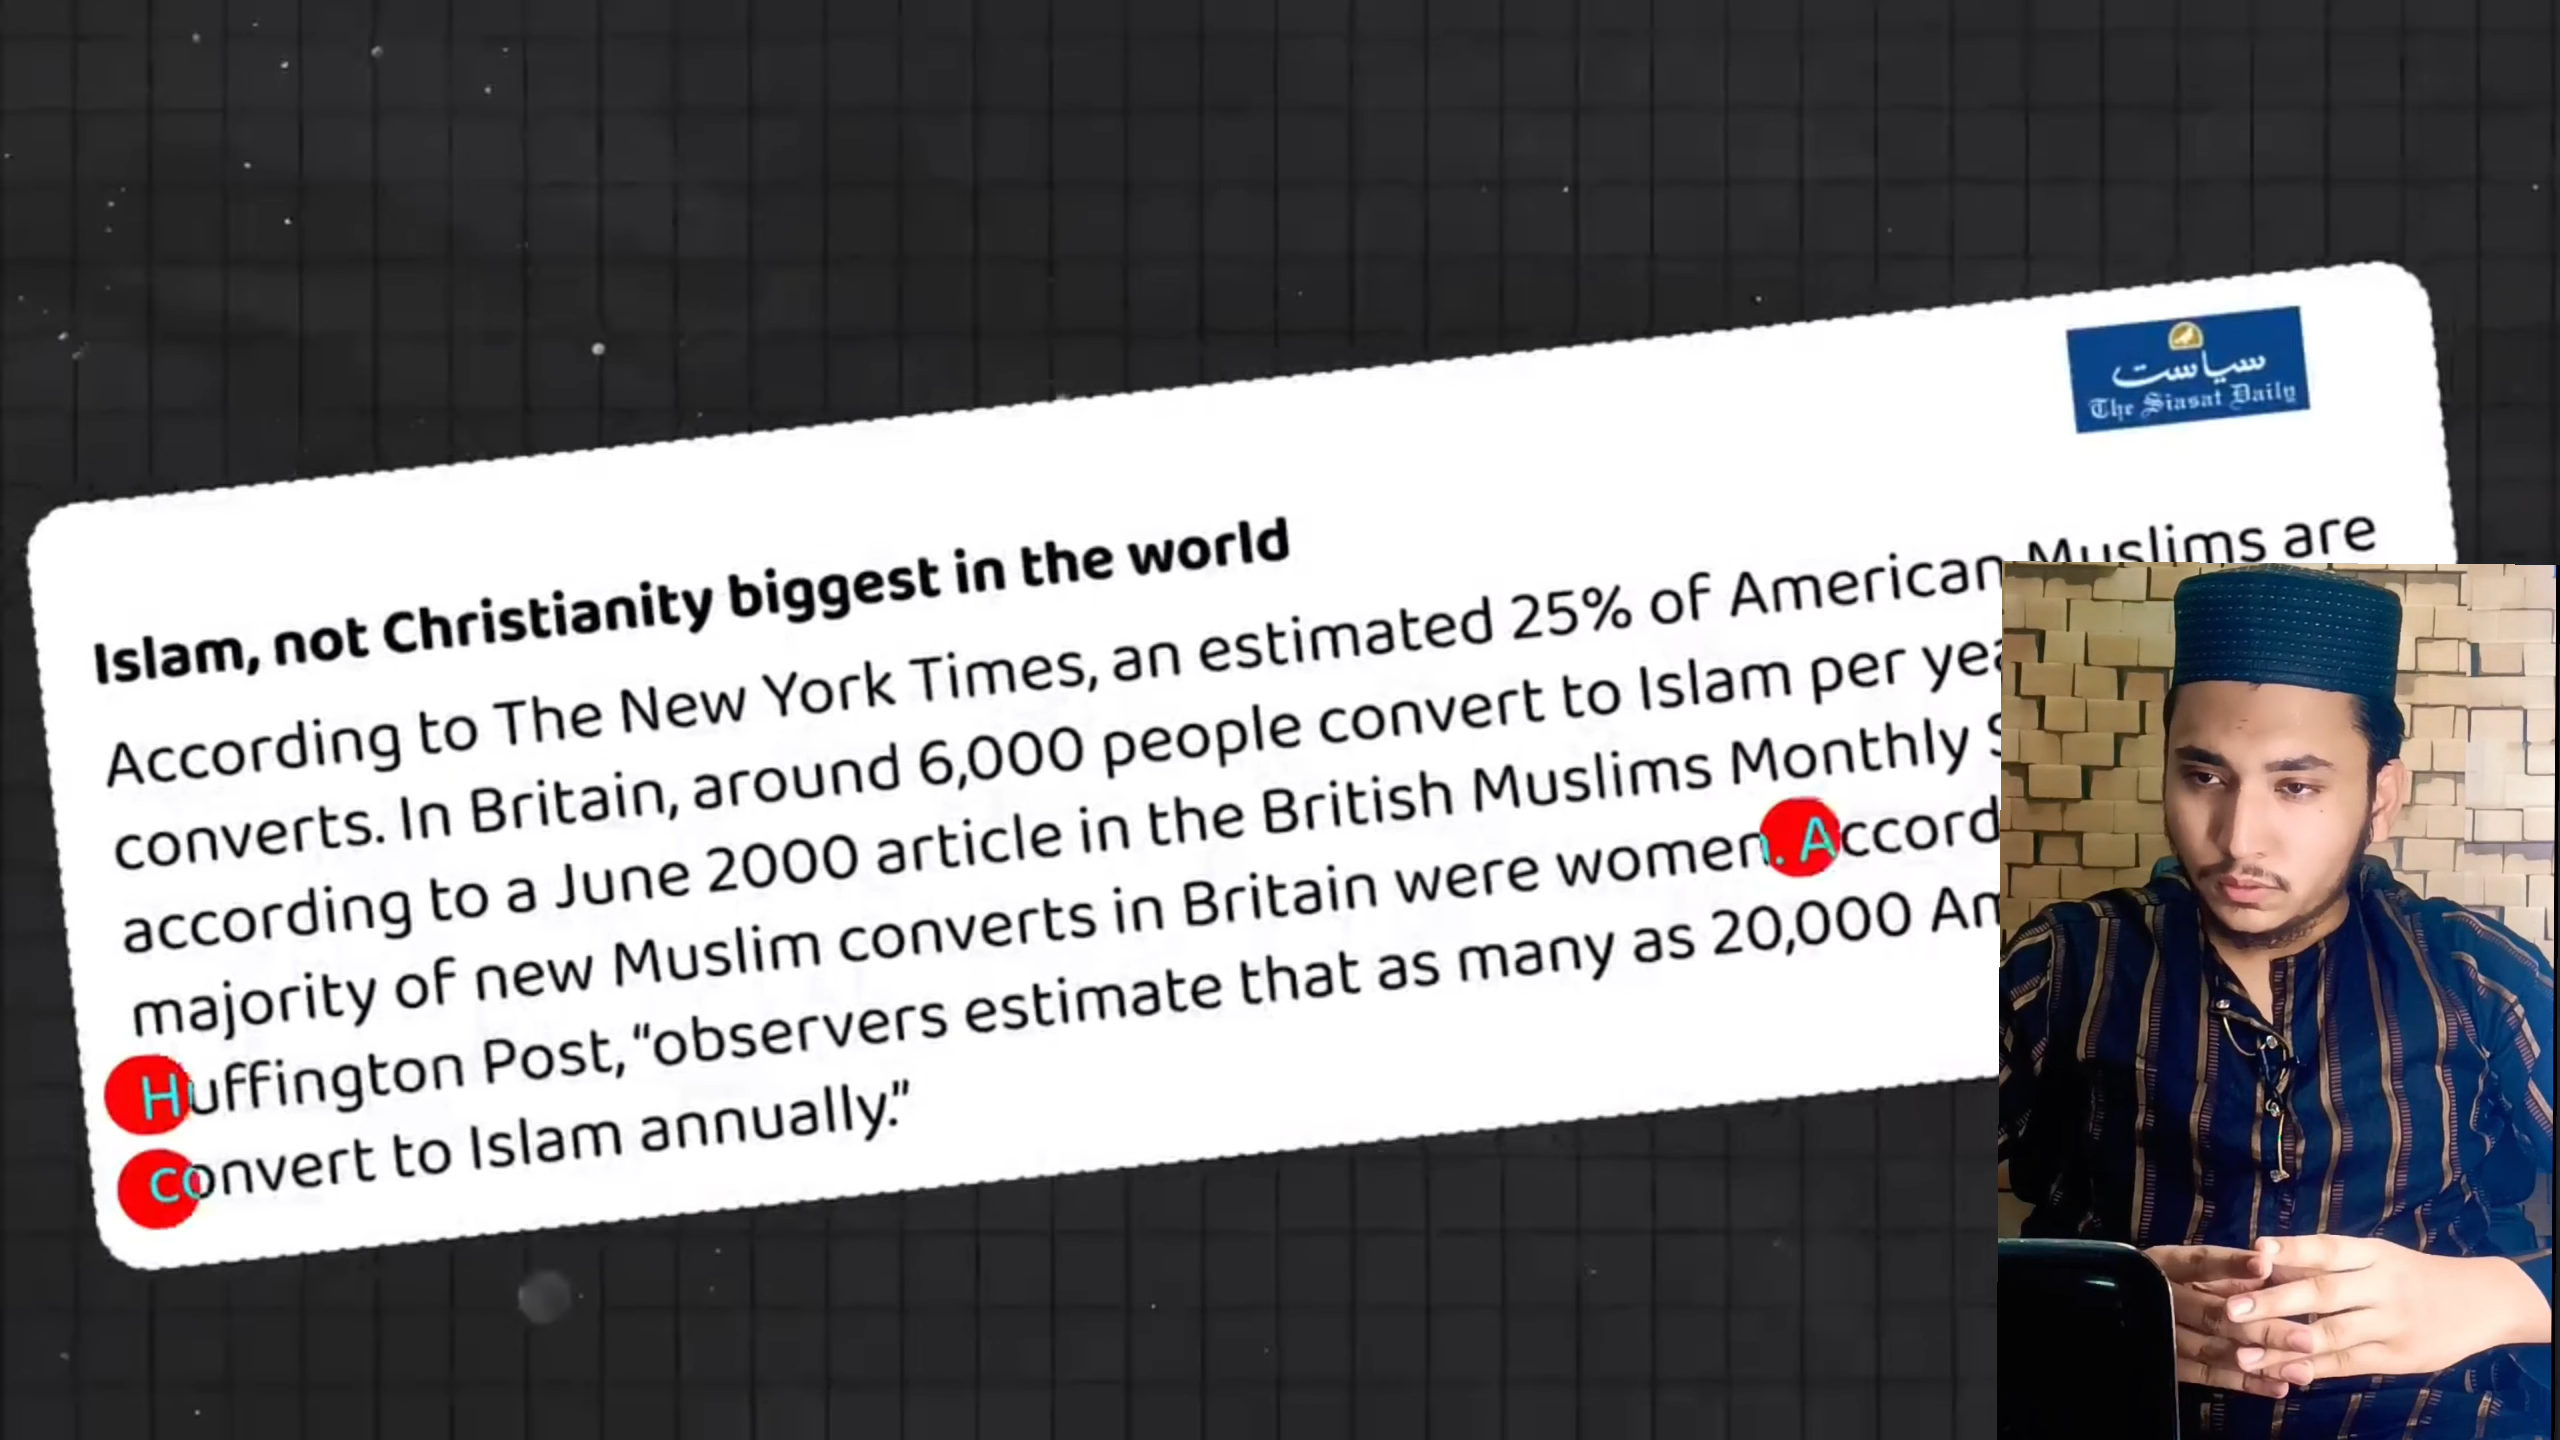 سیاست
The Siasat Daily
Islam, not Christianity biggest in the world
According to The New York Times, an estimated 25% of American Muslims are
converts. In Britain, around 6,000 people convert to Islam per
according to a June 2000 article in the British Muslims Monthly
majority of new Muslim converts in Britain were women.
Huffington Post, “observers estimate that as many as 20,000
convert to Islam annually.”